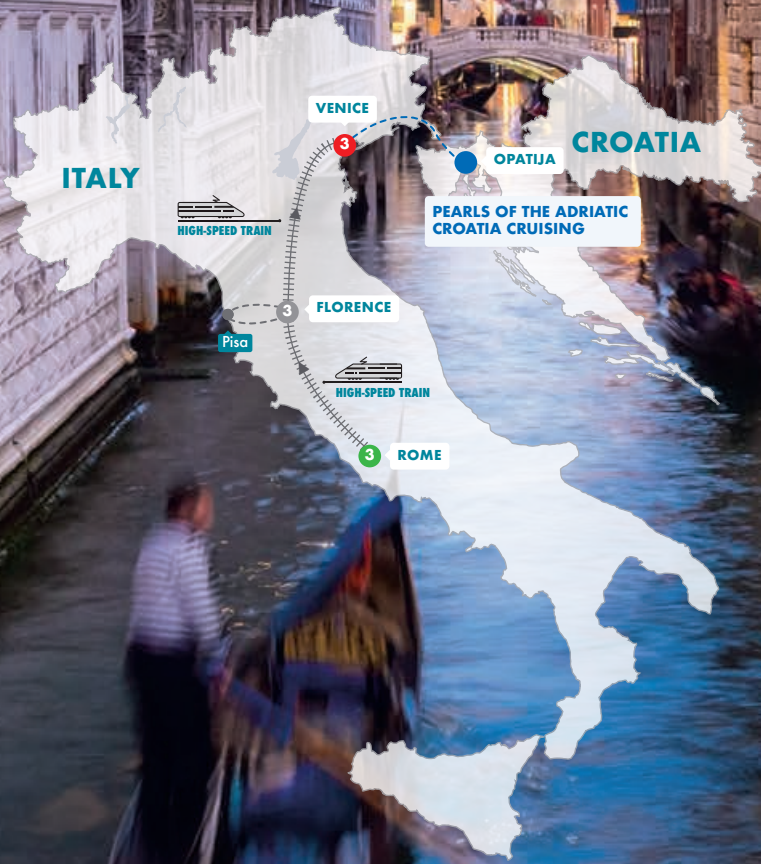 VENICE
3
CROATIA
OPATIJA
ITALY
PEARLS OF THE ADRIATIC
CROATIA CRUISING
HIGH-SPEED TRAIN
3
FLORENCE
Pisa
HIGH-SPEED TRAIN
3
ROME